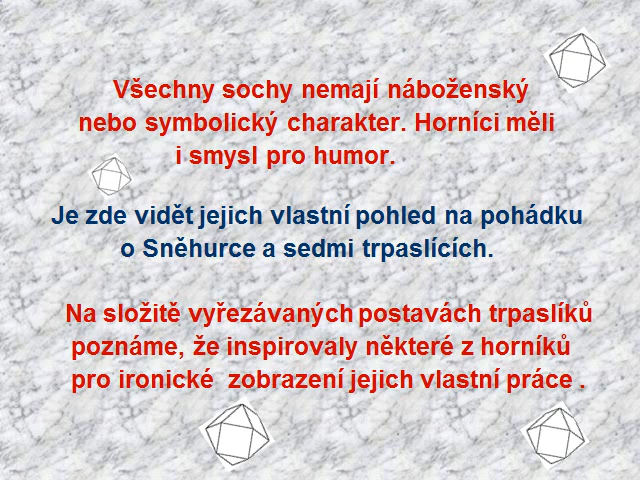 Všechny sochy nemají náboženský
nebo symbolický charakter. Horníci měli
i smysl pro humor.
Je zde vidět jejich vlastní pohled na pohádku
o Sněhurce a sedmi trpaslících.
Na složitě vyřezávaných postavách trpaslíků
poznáme, že inspirovaly některé z horníků
pro ironické zobrazení jejich vlastní práce .